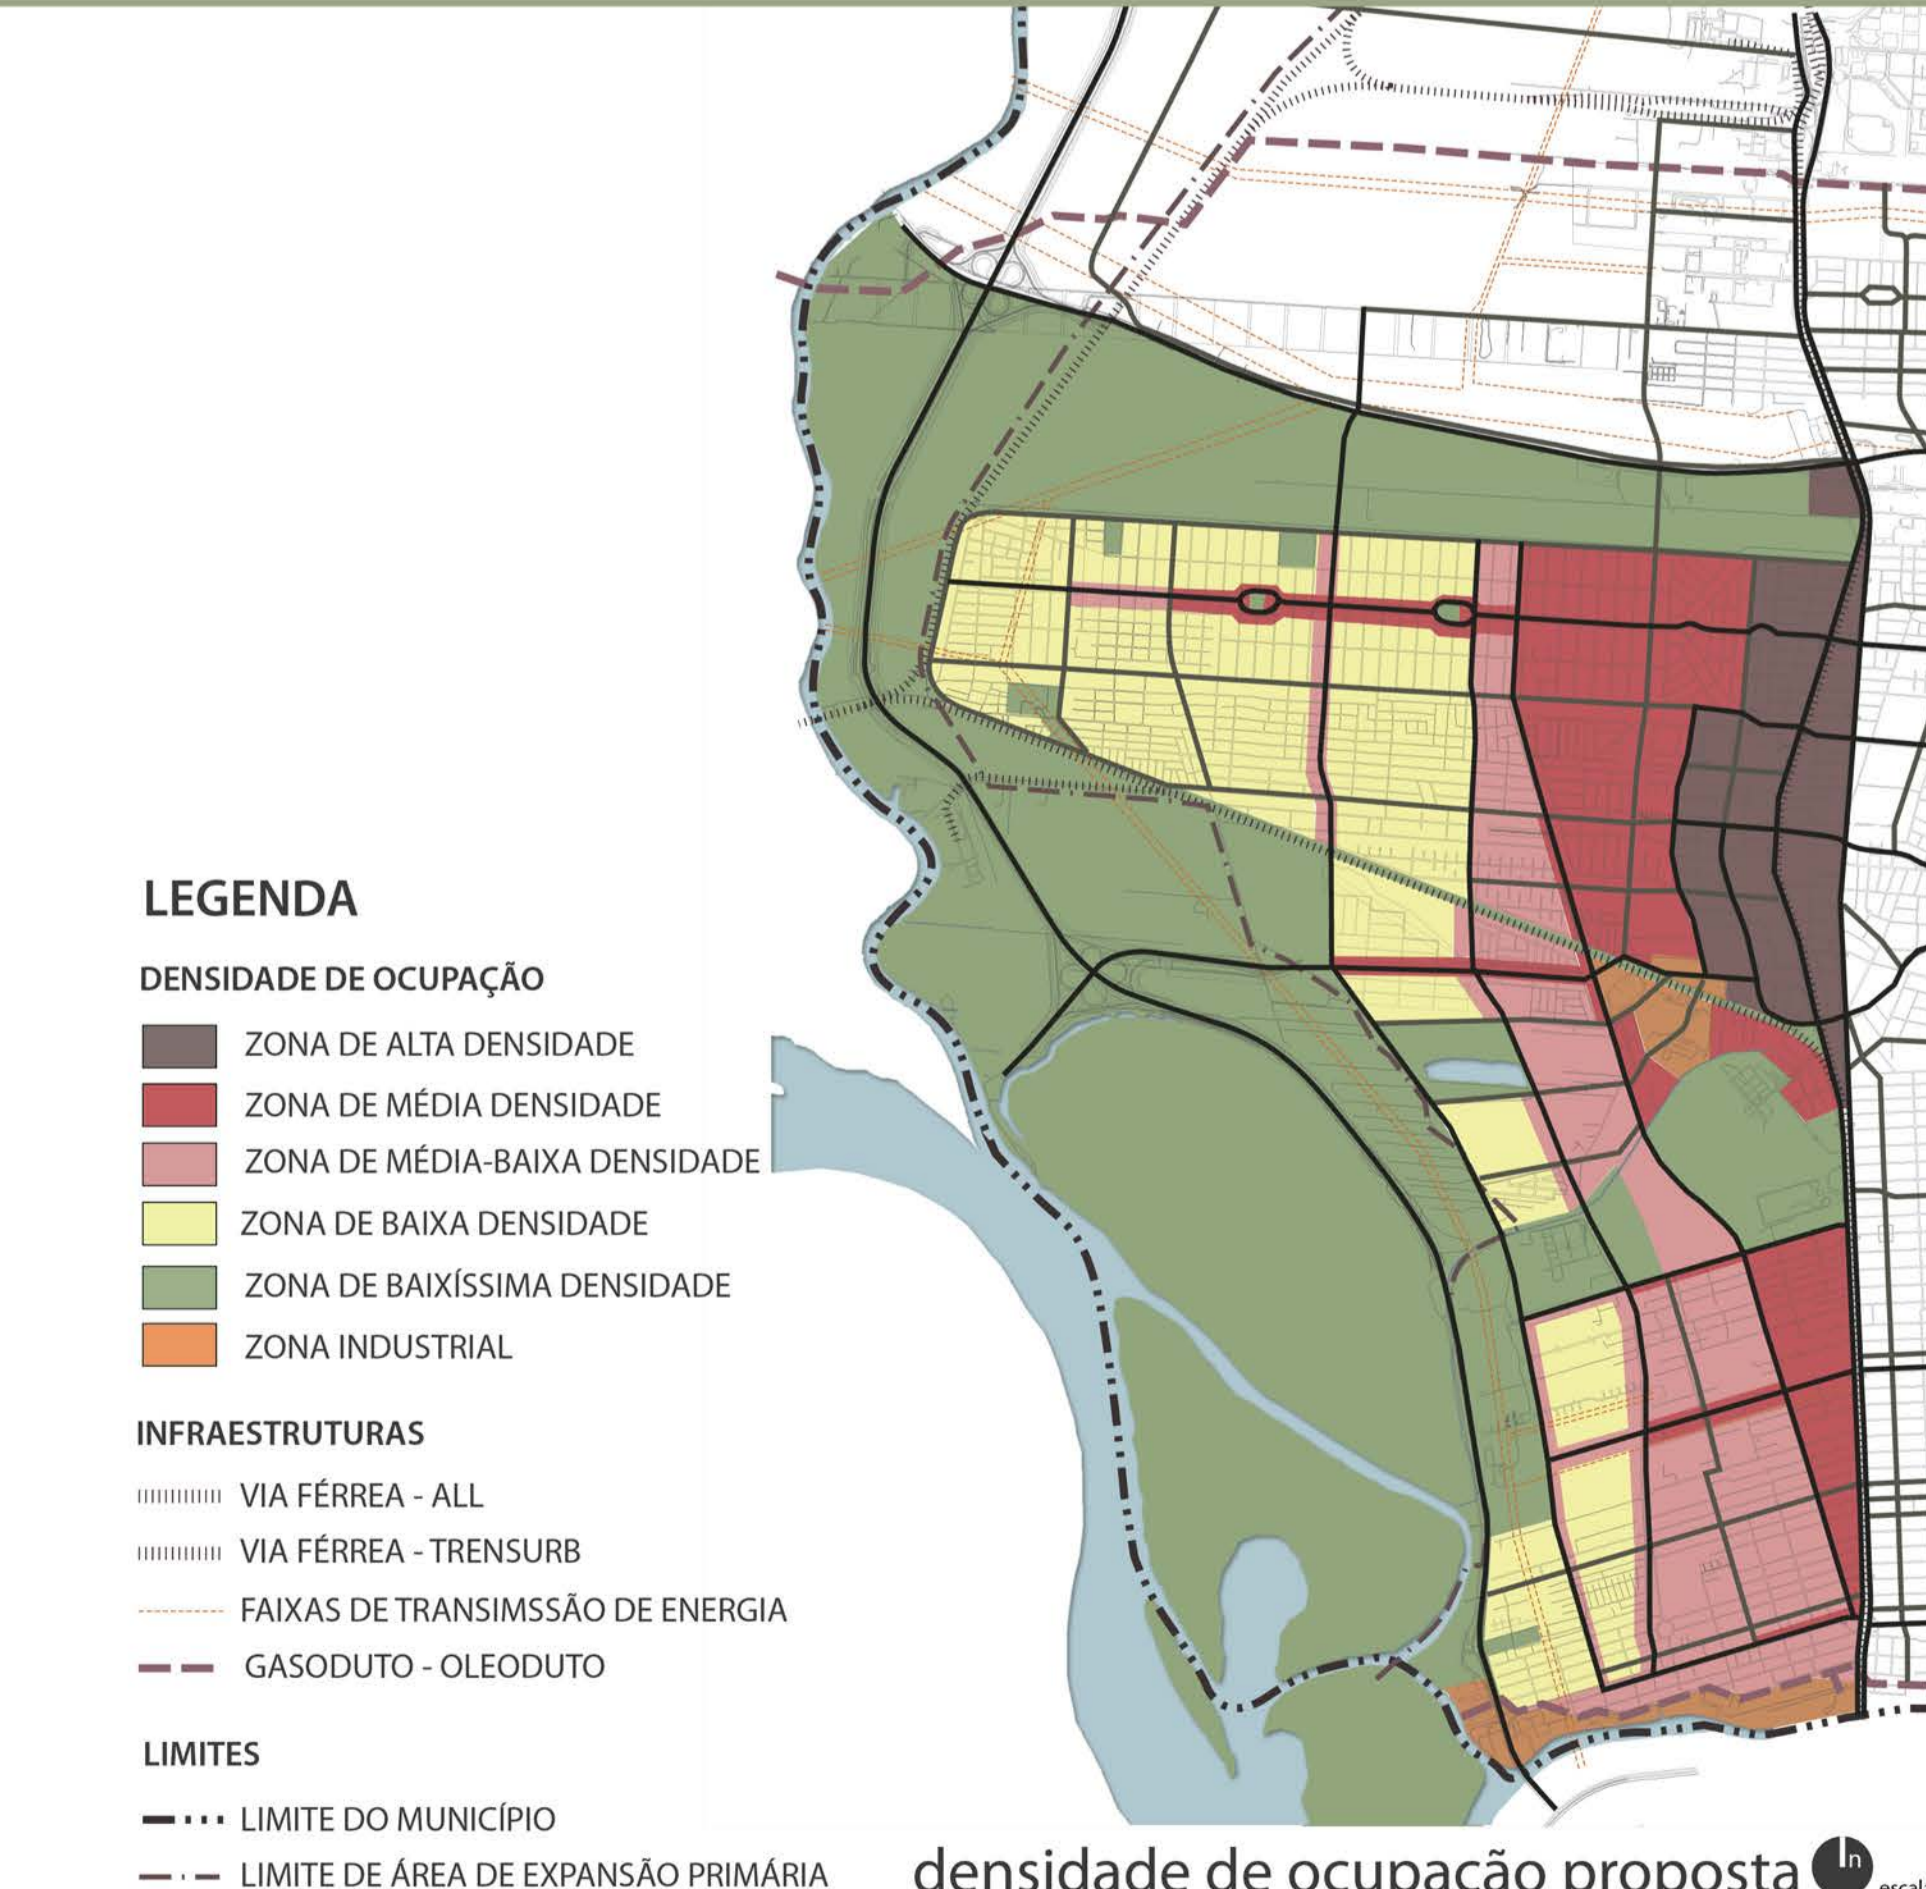 LEGENDA
DENSIDADE DE OCUPAÇÃO
ZONA DE ALTA DENSIDADE
ZONA DE MÉDIA DENSIDADE
ZONA DE MÉDIA-BAIXA DENSIDADE
ZONA DE BAIXA DENSIDADE
ZONA DE BAIXÍSSIMA DENSIDADE
ZONA INDUSTRIAL
INFRAESTRUTURAS
VIA FÉRREA - ALL
VIA FÉRREA - TRENSURB
FAIXAS DE TRANSIMSSÃO DE ENERGIA
GASODUTO - OLEODUTO
LIMITES
LIMITE DO MUNICÍPIO
LIMITE DE ÁREA DE EXPANSÃO PRIMÁRIA
densidade de ocupação proposta
n
escala